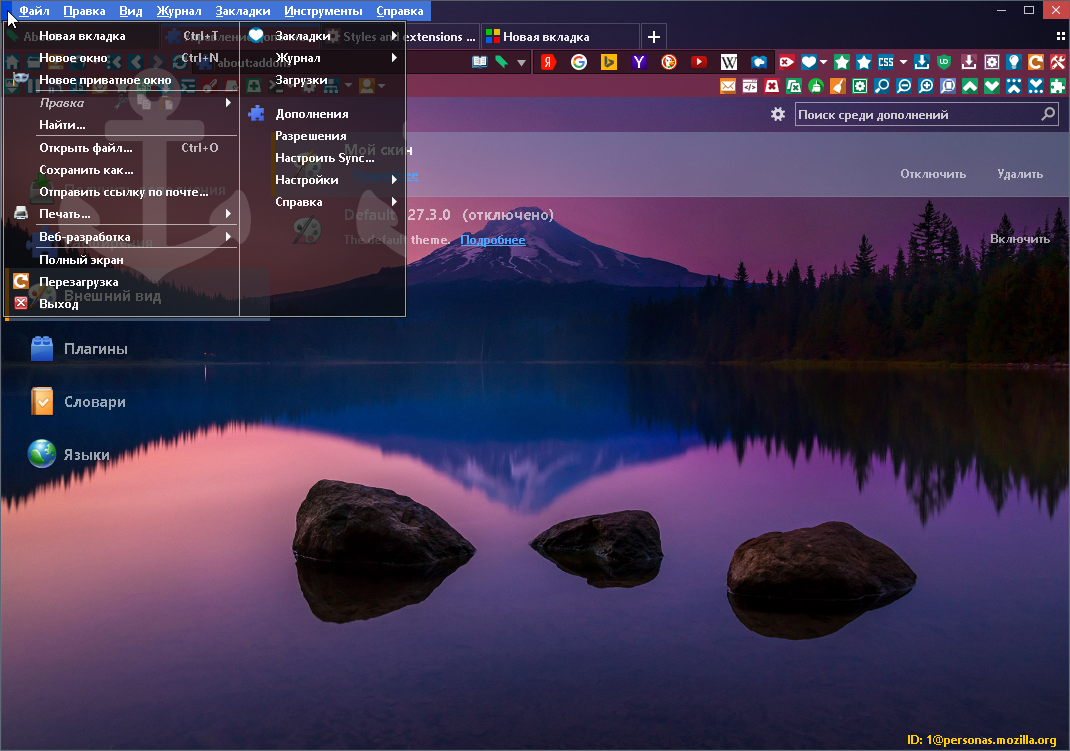 Файл Правка Вид Журнал Закладки Инструменты Справка
Styles and extensions ...
Новая вкладка
about:addon
CSS
Поиск среди дополнений
Новая вкладка Ctrl+T
Новое окно Ctrl+N
Новое приватное окно
Правка
Найти...
Открыть файл... Ctrl+O
Сохранить как...
Отправить ссылку по почте...
Печать...
Веб-разработка
Полный экран
Перезагрузка
Выход
Закладки
Журнал
Загрузки
Дополнения
Разрешения
Настроить Sync...
Настройки
Справка
Мой скин
Отключить Удалить
Default 27.3.0 (отключено)
The default theme. Подробнее
Включить
Внешний вид
Плагины
Словари
Языки
ID: 1@personas.mozilla.org